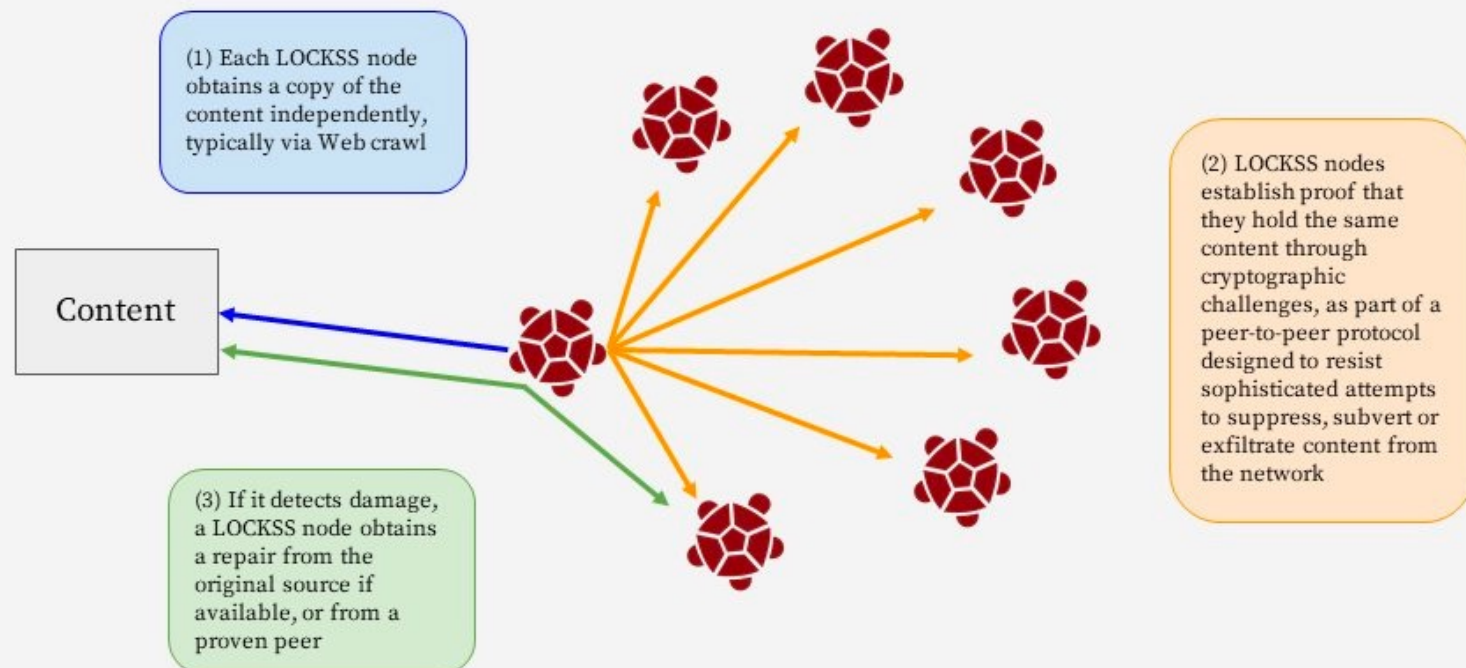 (1) Each LOCKSS node
obtains a copy of the
content independently,
typically via Web crawl
Content
(2) LOCKSS nodes
establish proof that
they hold the same
content through
cryptographic
challenges, as part of a
peer-to-peer protocol
designed to resist
sophisticated attempts
to suppress, subvert or
exfiltrate content from
the network
(3) If it detects damage,
a LOCKSS node obtains
a repair from the
original source if
available, or from a
proven peer